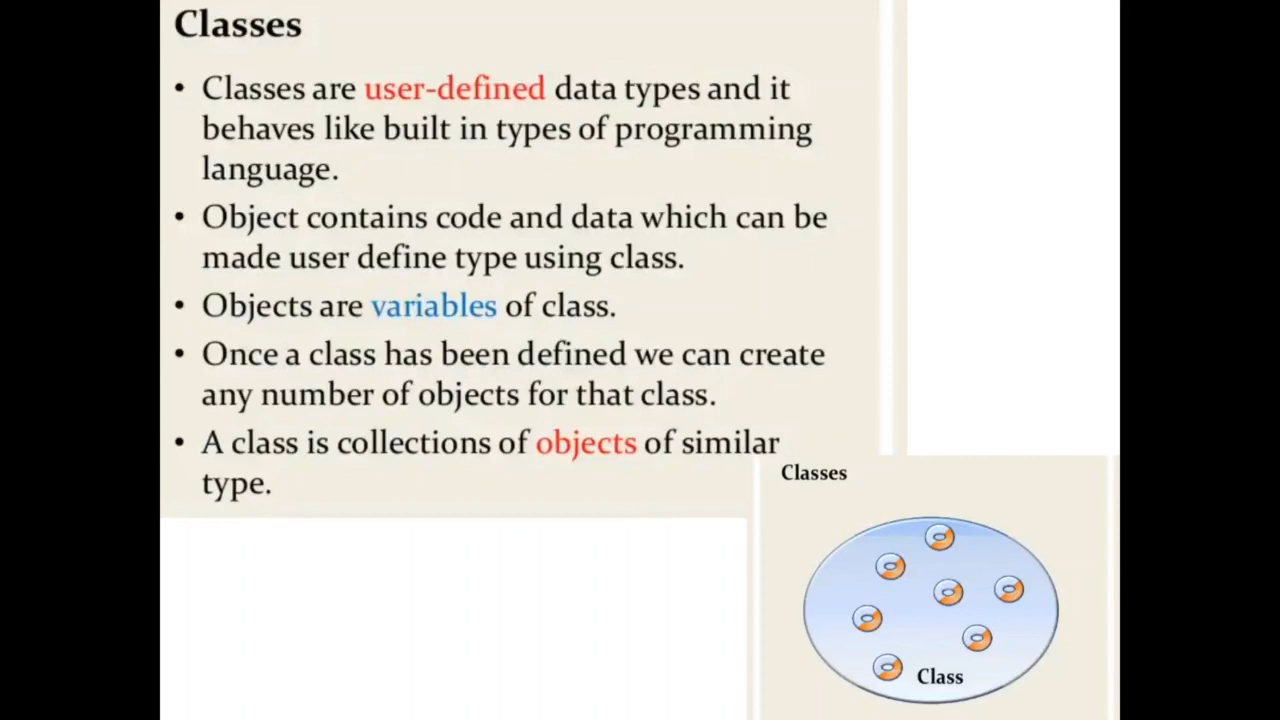 Classes
• Classes are user-defined data types and it
behaves like built in types of programming
language.
• Object contains code and data which can be
made user define type using class.
• Objects are variables of class.
• Once a class has been defined we can create
any number of objects for that class.
• A class is collections of objects of similar
type.
Classes
Class